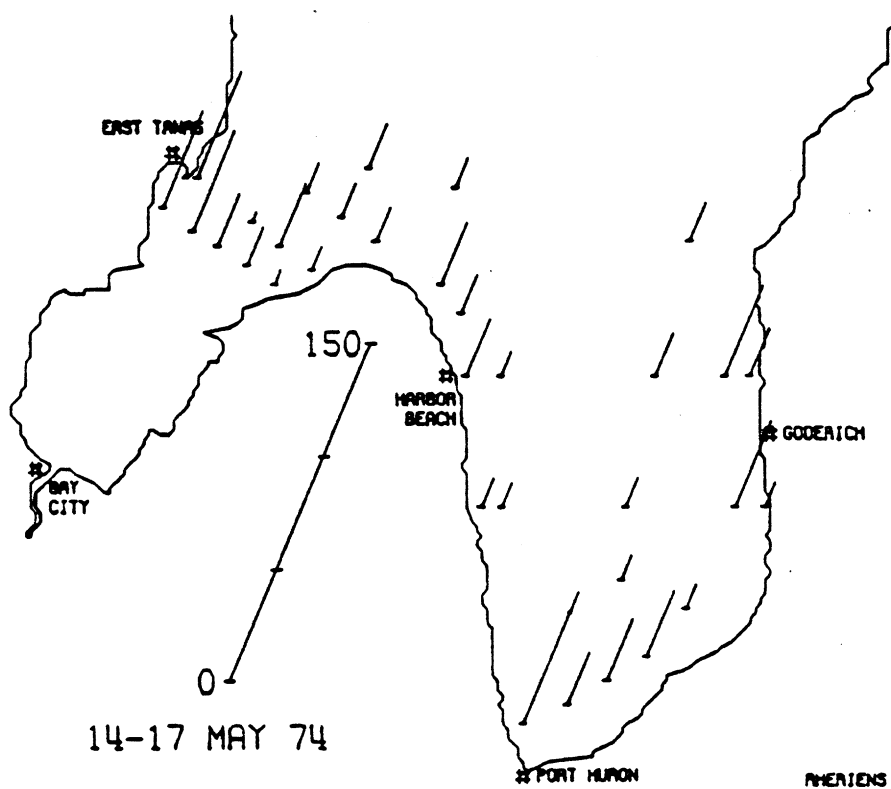 EAST TAWAS
150
HARBOR
BEACH
GODERICH
BAY
CITY
0
14-17 MAY 74
PORT HURON
AMERIENS